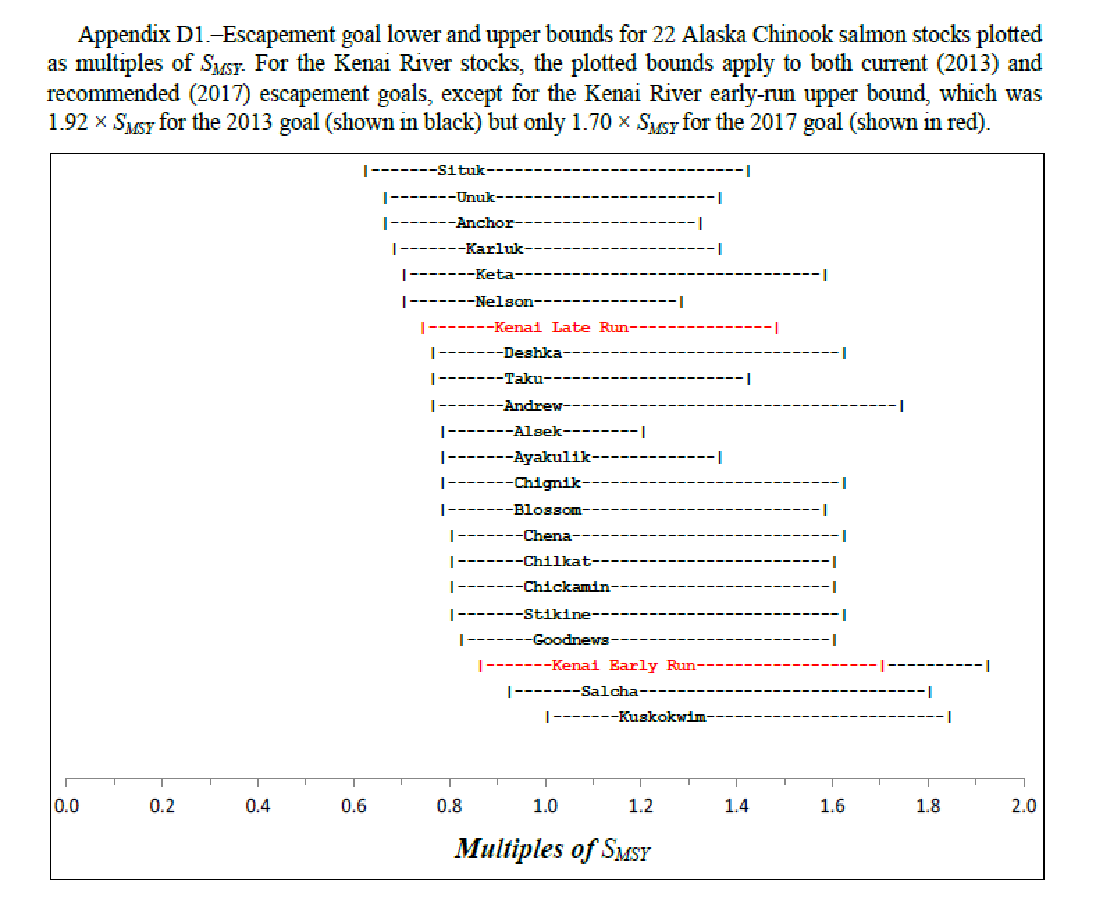 Appendix D1.–Escapement goal lower and upper bounds for 22 Alaska Chinook salmon stocks plotted
as multiples of SMSY. For the Kenai River stocks, the plotted bounds apply to both current (2013) and
recommended (2017) escapement goals, except for the Kenai River early-run upper bound, which was
1.92 × SMSY for the 2013 goal (shown in black) but only 1.70 × SMSY for the 2017 goal (shown in red).
|-------Situk---------------------------|
|-------Unuk-----------------------|
|-------Anchor-------------------|
|-------Karluk--------------------|
|-------Keta--------------------------------|
|-------Nelson---------------|
|-------Kenai Late Run---------------|
|-------Deshka-----------------------------|
|-------Taku---------------------|
|-------Andrew-----------------------------------|
|-------Alsek--------|
|-------Ayakulik-------------|
|-------Chignik---------------------------|
|-------Blossom-------------------------|
|-------Chena----------------------------|
|-------Chilkat-------------------------|
|-------Chickamin-----------------------|
|-------Stikine--------------------------|
|-------Goodnews-----------------------|
|-------Kenai Early Run-------------------|----------|
|-------Salcha------------------------------|
|-------Kuskokwim-------------------------|
0.0 0.2 0.4 0.6 0.8 1.0 1.2 1.4 1.6 1.8 2.0
Multiples of SMSY